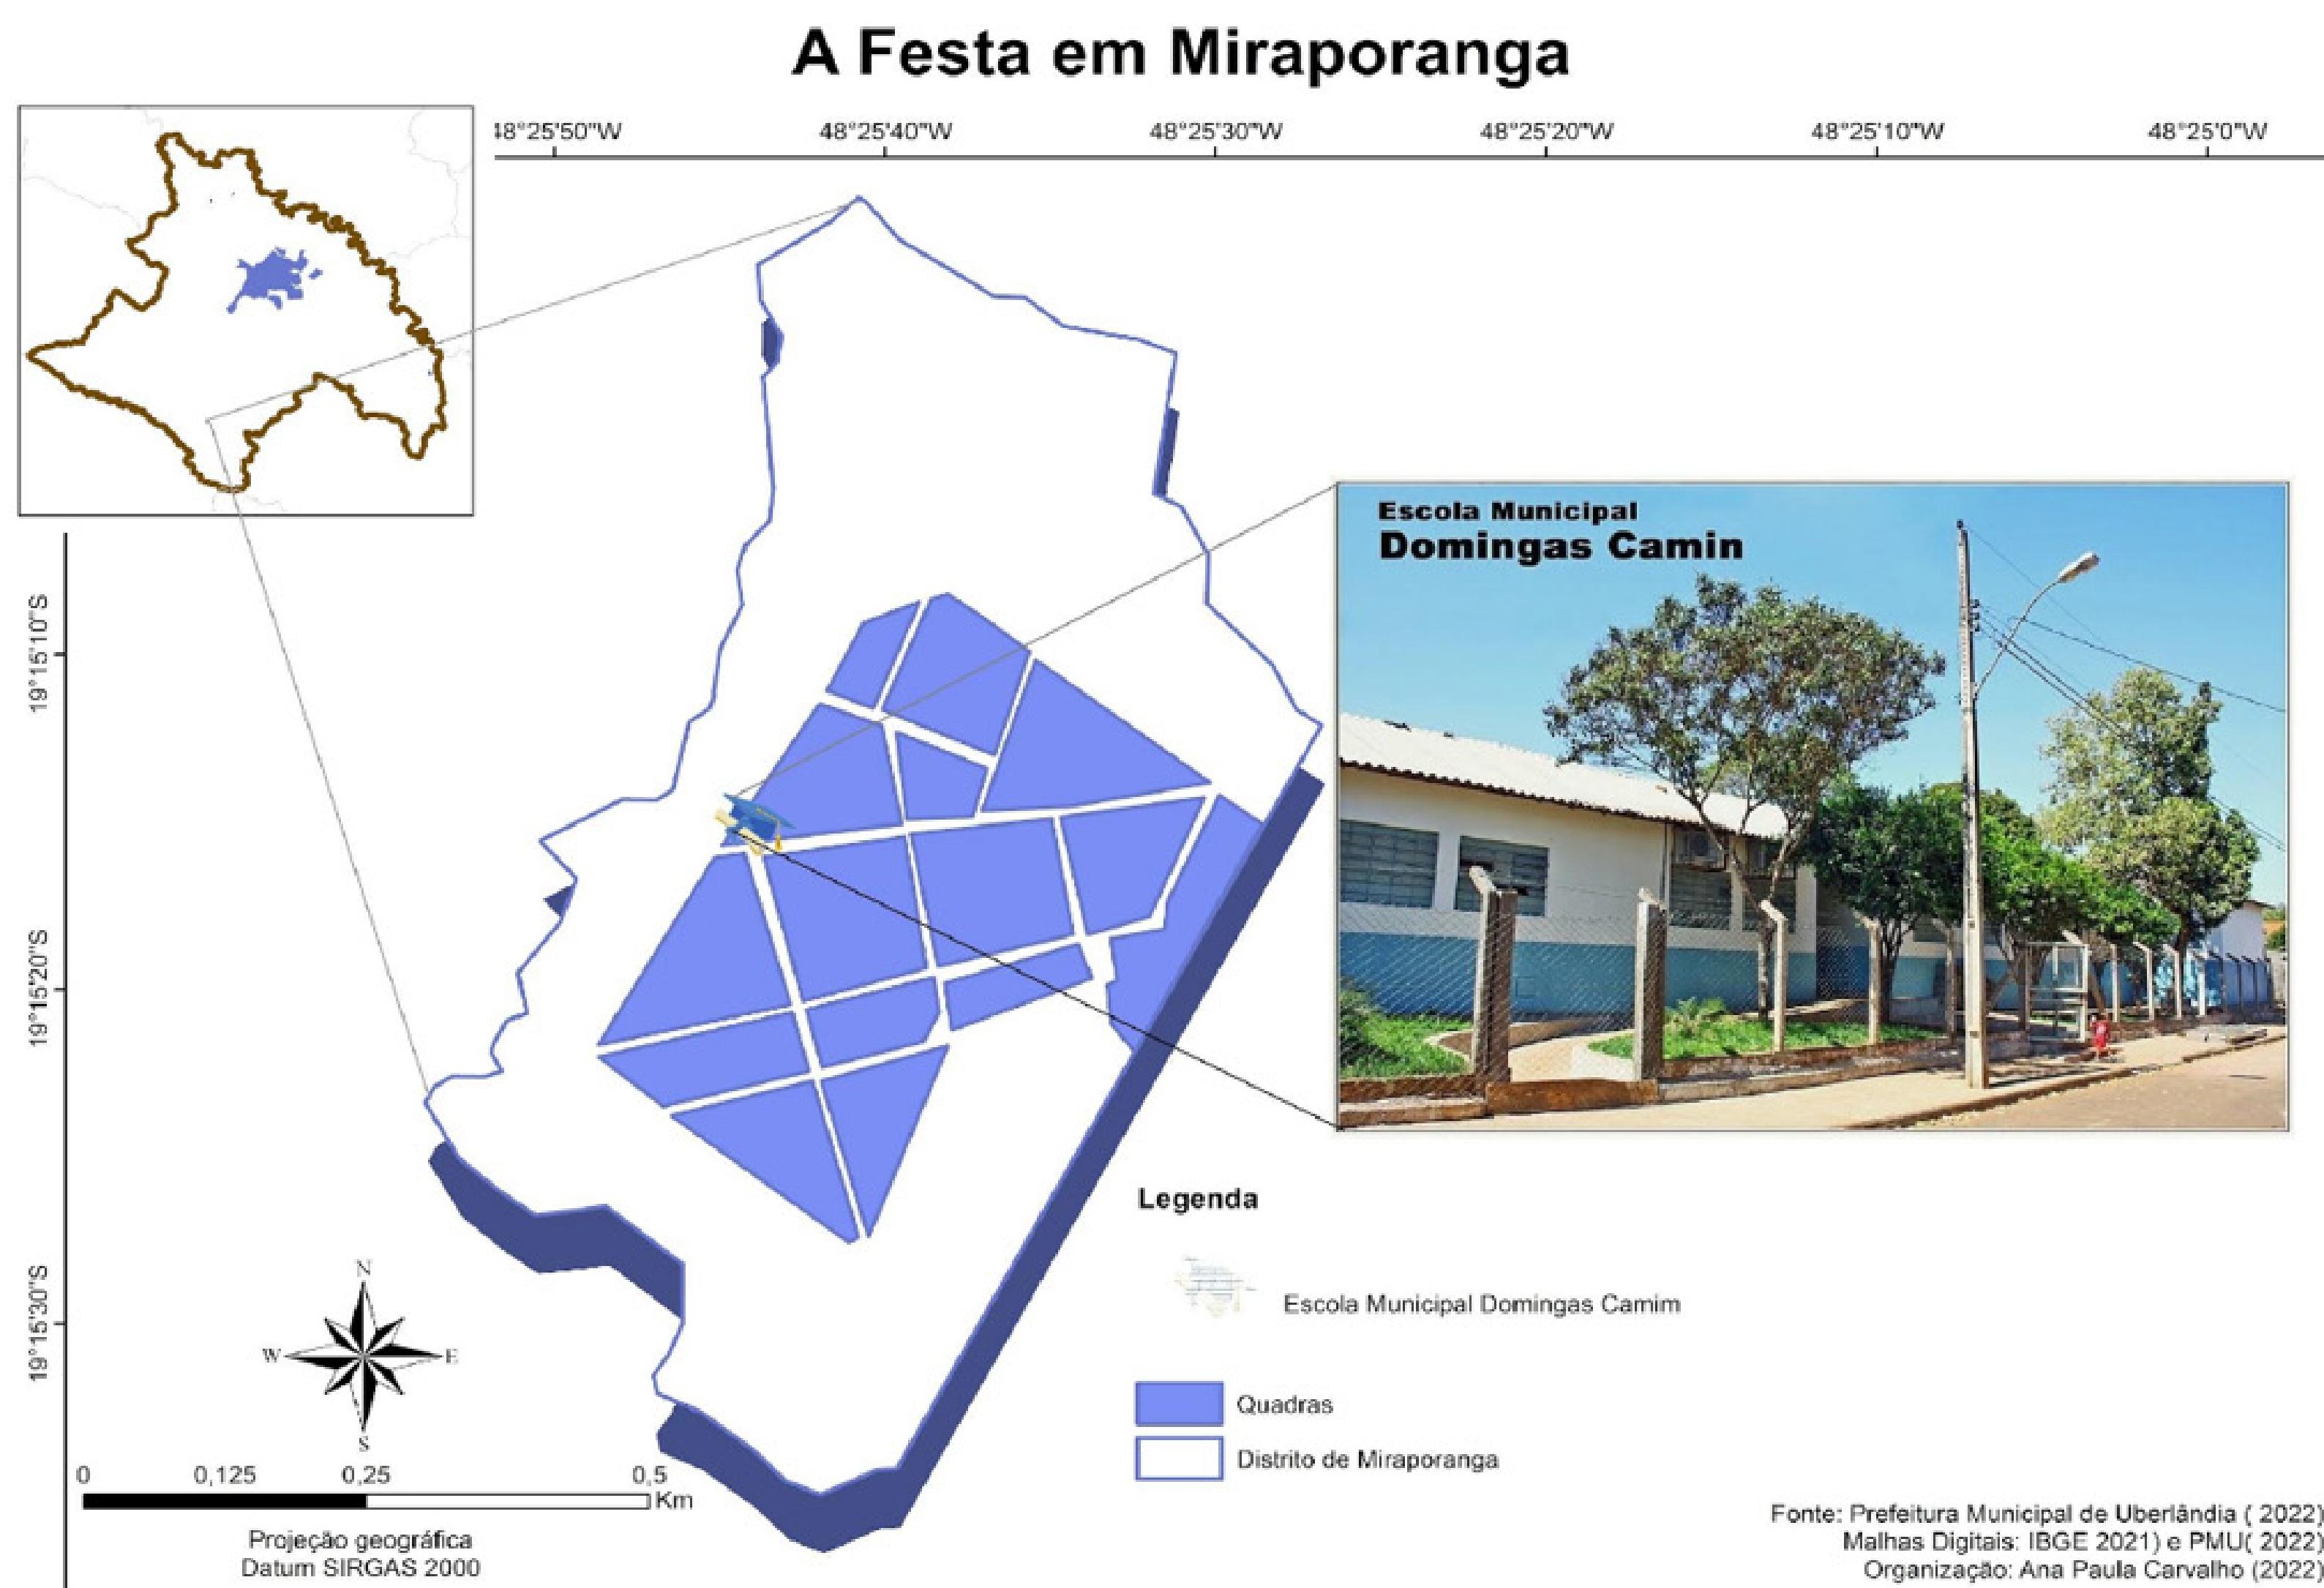 A Festa em Miraporanga
48°25'50"W 48°25'40"W 48°25'30"W 48°25'20"W 48°25'10"W 48°25'0"W
19°15'10"S
19°15'20"S
19°15'30"S
Escola Municipal
Domingas Camin
Legenda
Escola Municipal Domingas Camim
Quadras
Distrito de Miraporanga
N
W E
S
0 0,125 0,25 0,5
Km
Projeção geográfica
Datum SIRGAS 2000
Fonte: Prefeitura Municipal de Uberlândia ( 2022)
Malhas Digitais: IBGE 2021) e PMU( 2022)
Organização: Ana Paula Carvalho (2022)